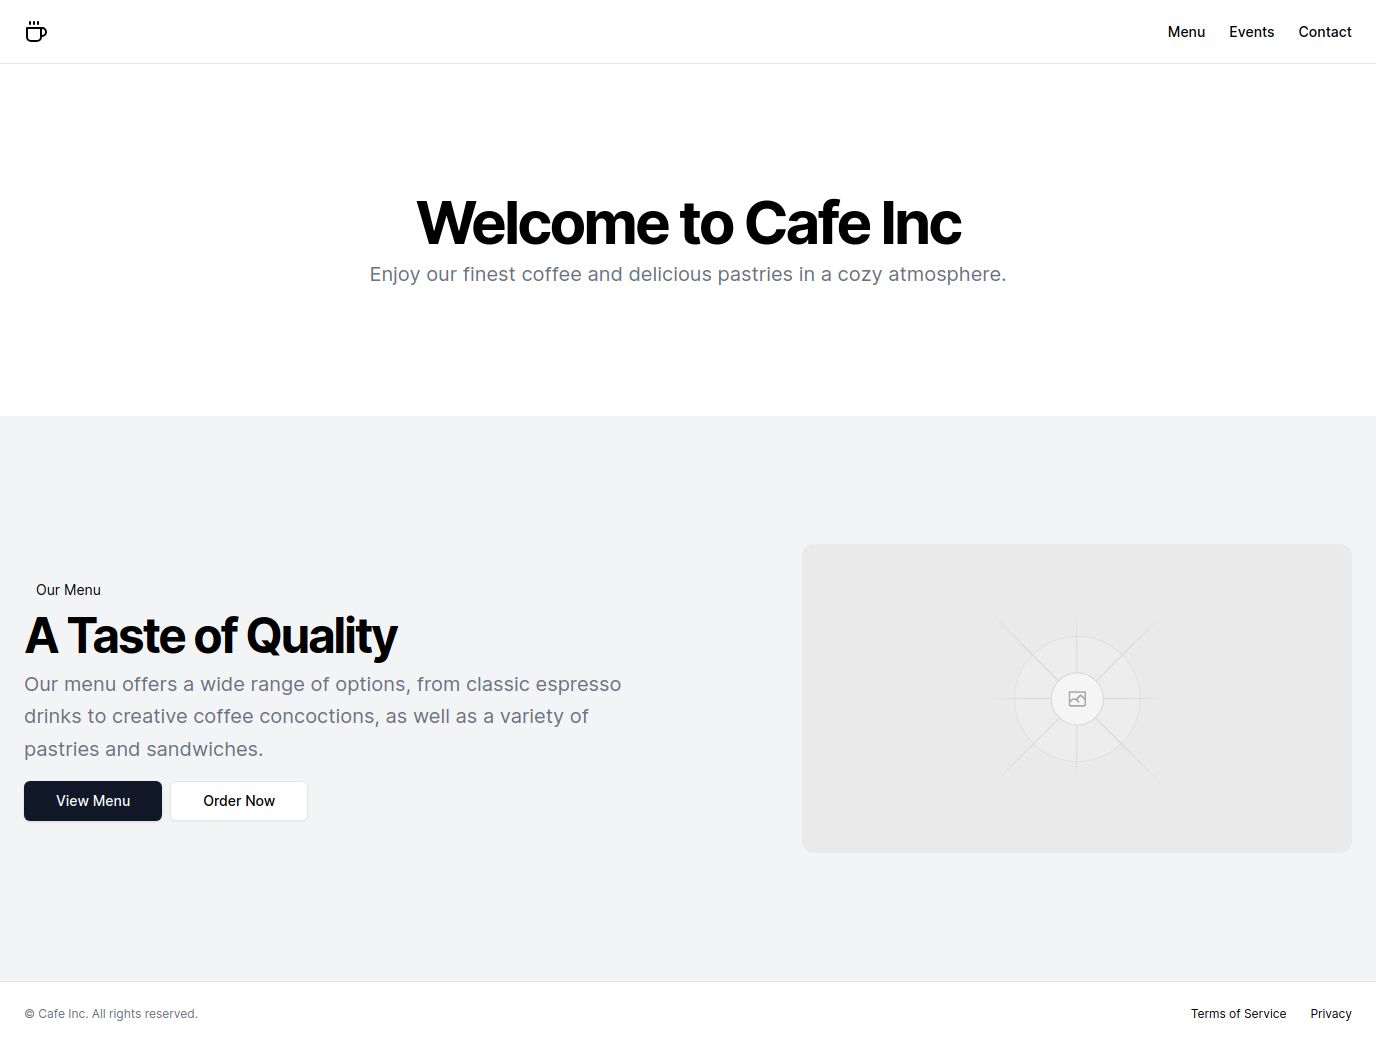 Menu Events Contact
Welcome to Cafe Inc
Enjoy our finest coffee and delicious pastries in a cozy atmosphere.
Our Menu
A Taste of Quality
Our menu offers a wide range of options, from classic espresso
drinks to creative coffee concoctions, as well as a variety of
pastries and sandwiches.
View Menu Order Now
© Cafe Inc. All rights reserved. Terms of Service Privacy